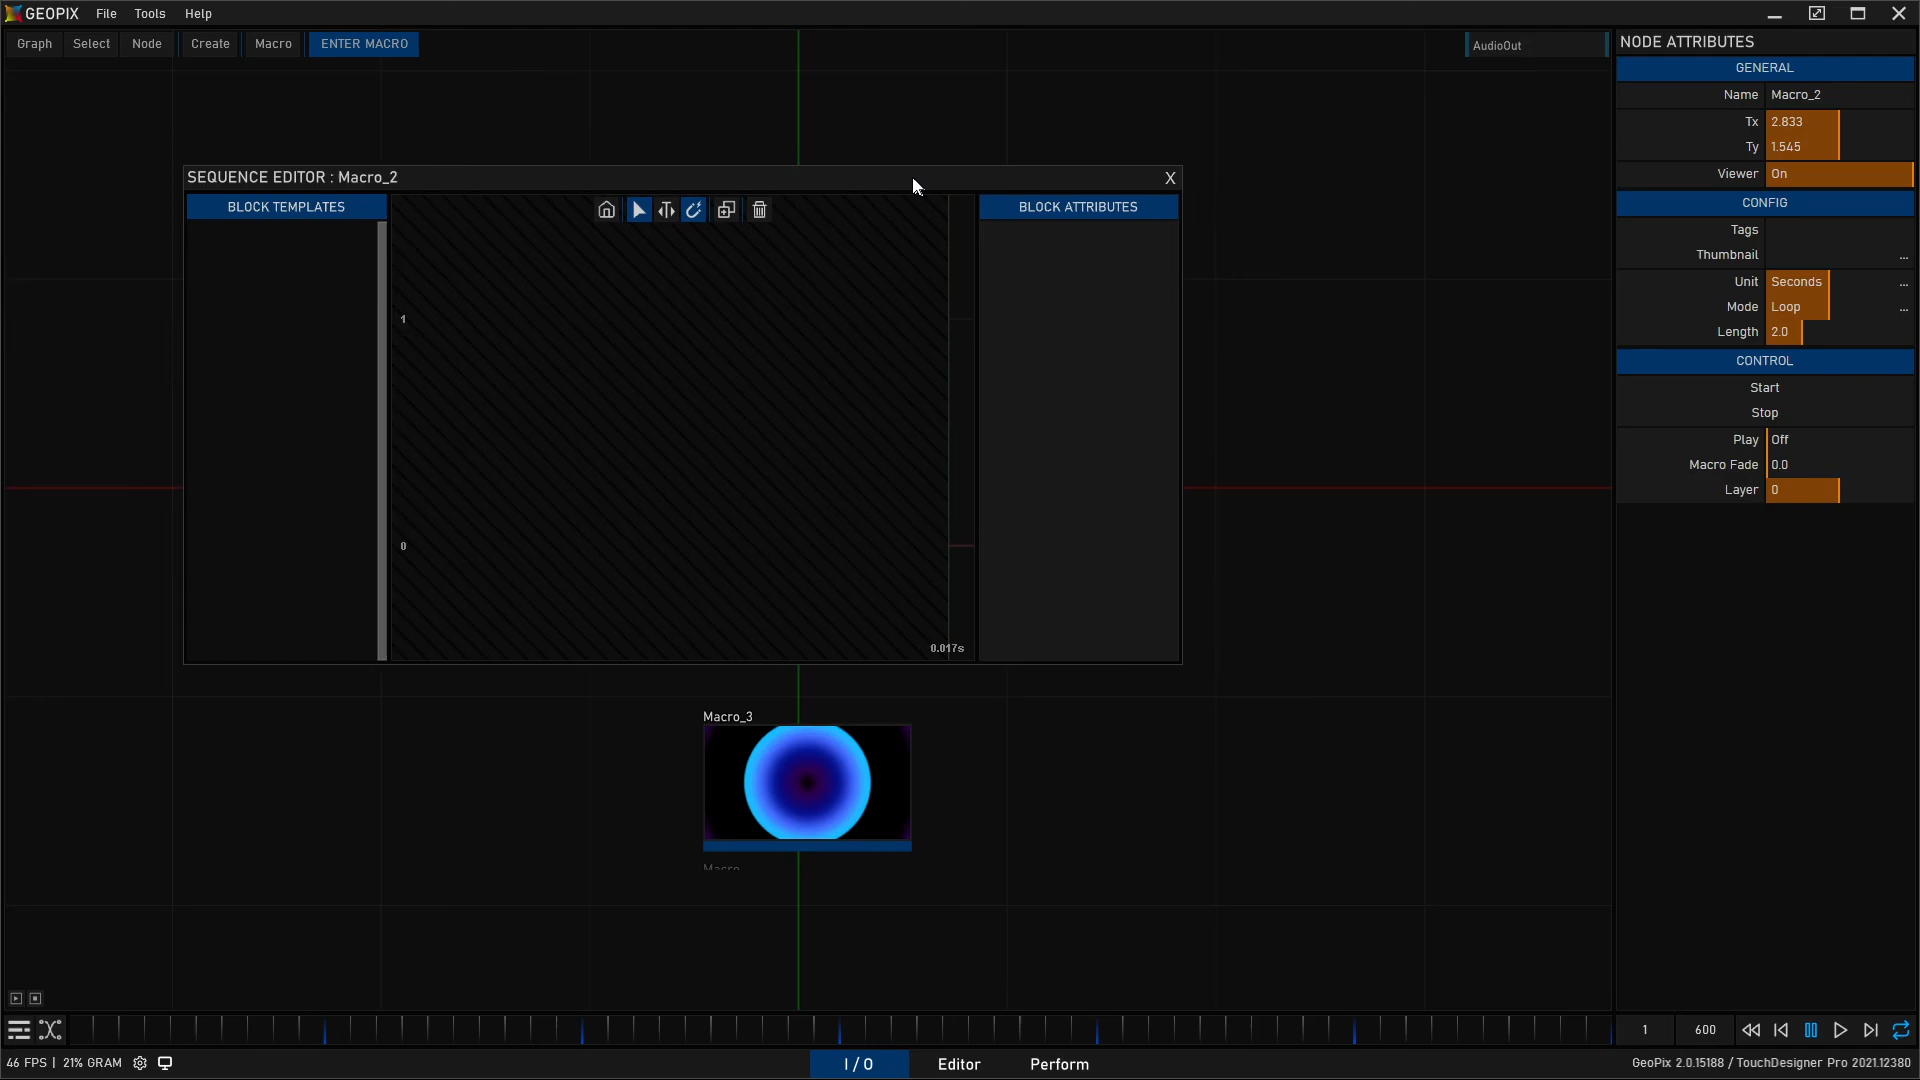 GEOPIX File Tools Help
Graph Select Node Create Macro ENTER MACRO
AudioOut
NODE ATTRIBUTES
GENERAL
Name Macro_2
Tx 2.833
Ty 1.545
Viewer On
CONFIG
Tags
Thumbnail ...
Unit Seconds ...
Mode Loop ...
Length 2.0
CONTROL
Start
Stop
Play Off
Macro Fade 0.0
Layer 0
SEQUENCE EDITOR : Macro_2 X
BLOCK TEMPLATES
BLOCK ATTRIBUTES
1
0
0.017s
Macro_3
Macro
1 600
46 FPS | 21% GRAM
I / O Editor Perform
GeoPix 2.0.15188 / TouchDesigner Pro 2021.12380